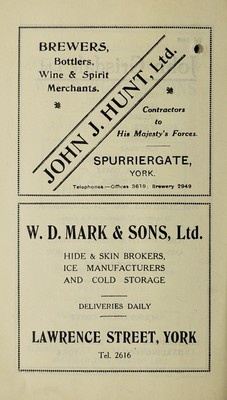 BREWERS,
Bottlers,
Wine & Spirit
Merchants.
JOHN J. HUNT, Ltd.
Contractors
to
His Majesty's Forces.
SPURRIERGATE,
YORK.
Telephones:—Offices 3619, Brewery 2949
W. D. MARK & SONS, Ltd.
HIDE & SKIN BROKERS,
ICE MANUFACTURERS
AND COLD STORAGE
DELIVERIES DAILY
LAWRENCE STREET, YORK
Tel. 2616